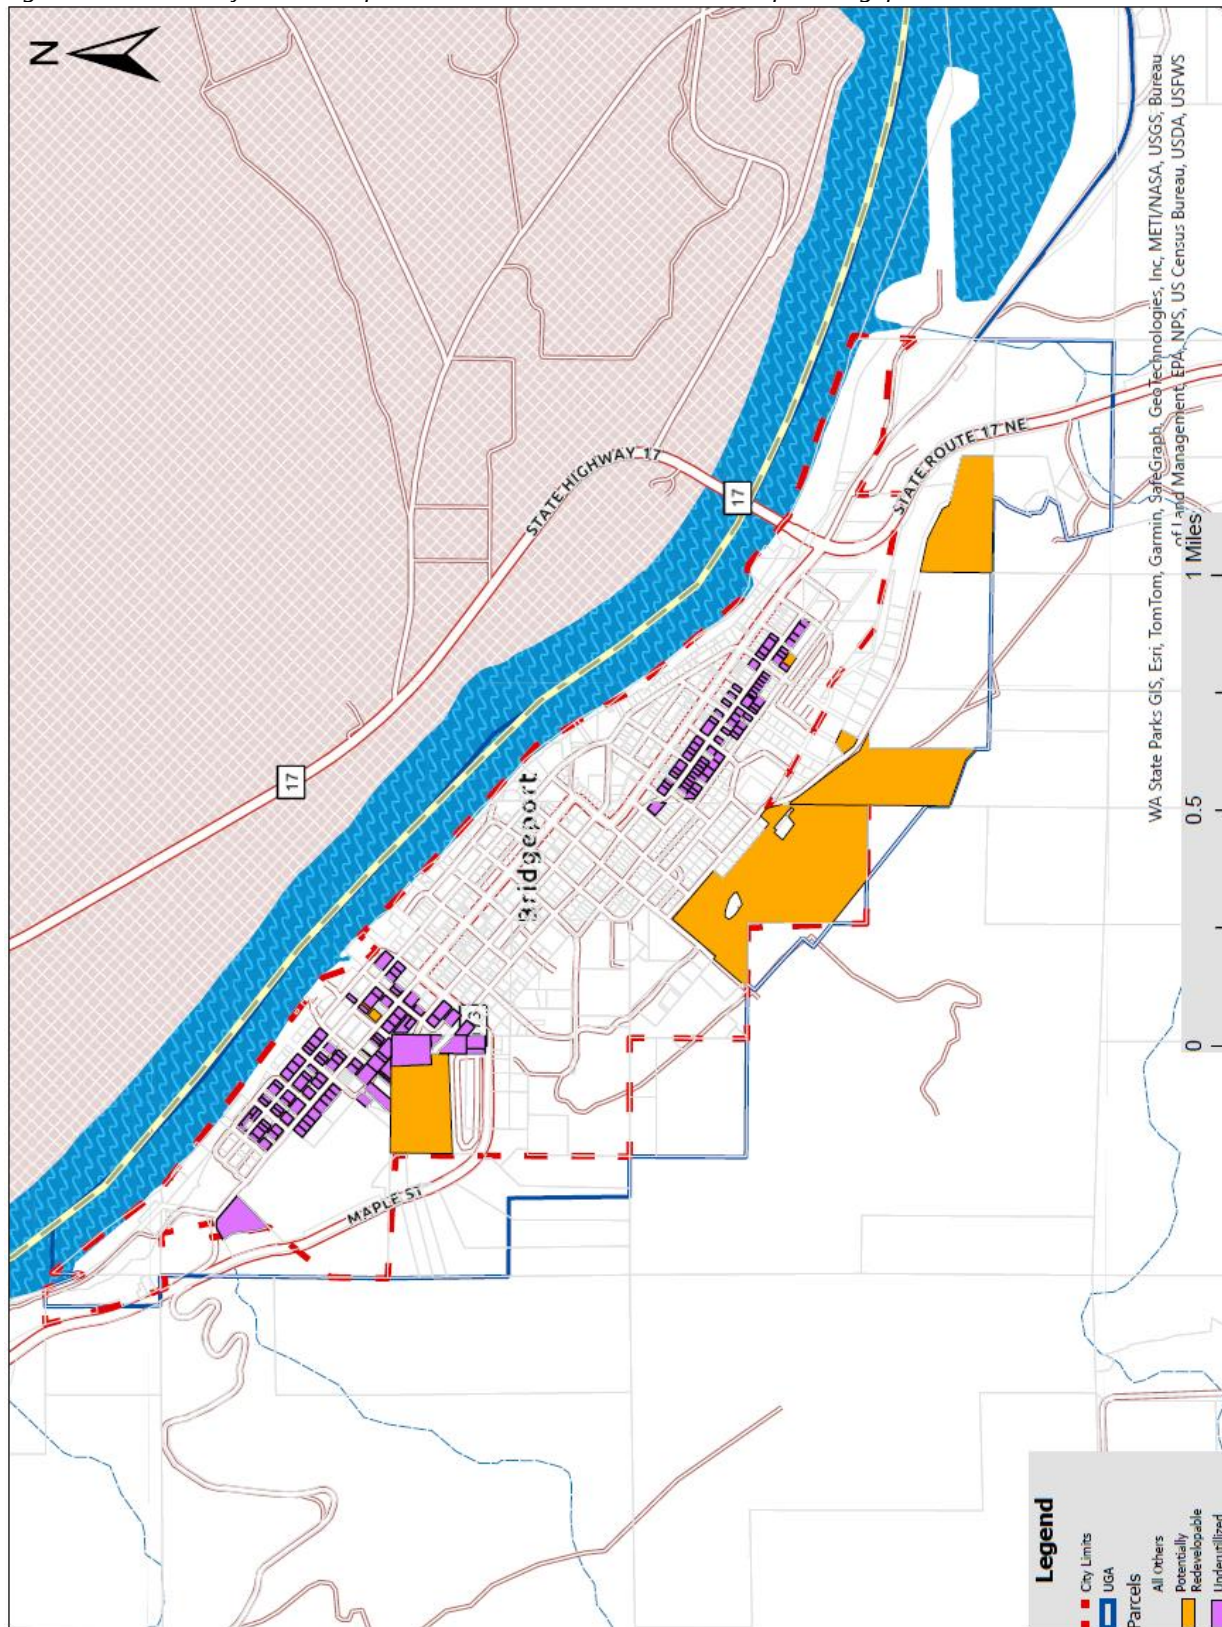 N
STATE HIGHWAY 17
17
17
STATE ROUTE 17 NE
Bridgeport
173
MAPLE ST
WA State Parks GIS, Esri, TomTom, Garmin, SafeGraph, GeoTechnologies, Inc, METI/NASA, USGS, Bureau
of Land Management, EPA, NPS, US Census Bureau, USDA, USFWS
0
0.5
1 Miles
Legend
City Limits
UGA
Parcels
All Others
Potentially
Redevelopable
Underutilized